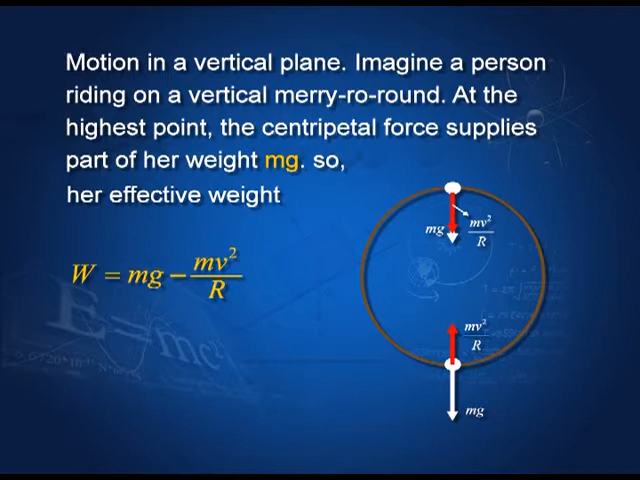 Motion in a vertical plane. Imagine a person
riding on a vertical merry-ro-round. At the
highest point, the centripetal force supplies
part of her weight mg. so,
her effective weight
W = mg − mv²/R
mg
mv²/R
mv²/R
mg
E=mc